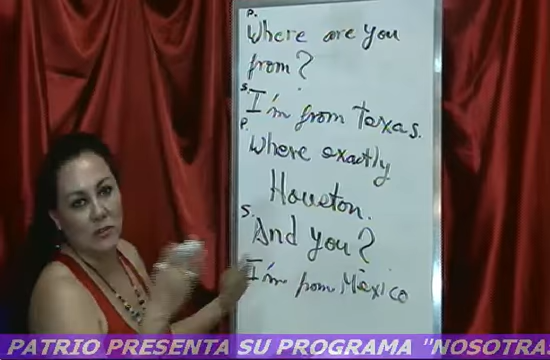 P.
Where are you
from?
S.
I'm from Texas.
P.
Where exactly
Houston.
S.
And you?
I'm from México
PATRIO PRESENTA SU PROGRAMA "NOSOTRA